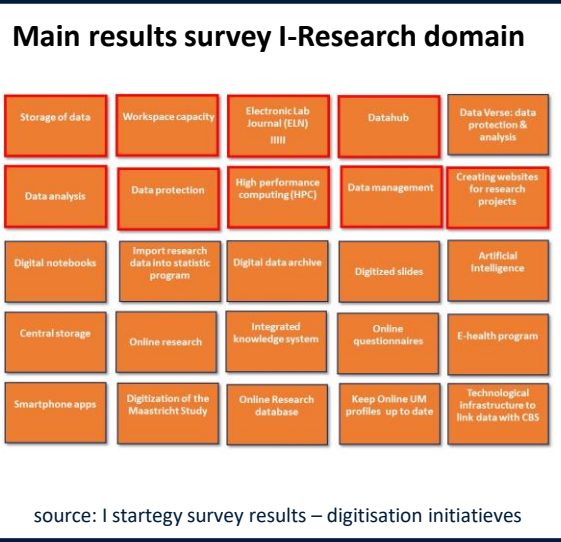 Main results survey I-Research domain
Storage of data
Workspace capacity
Electronic Lab
Journal (ELN)
IIIII
Datahub
Data Verse: data
protection &
analysis
Data analysis
Data protection
High performance
computing (HPC)
Data management
Creating websites
for research
projects
Digital notebooks
Import research
data into statistic
program
Digital data archive
Digitized slides
Artificial
Intelligence
Central storage
Online research
Integrated
knowledge system
Online
questionnaires
E-health program
Smartphone apps
Digitization of the
Maastricht Study
Online Research
database
Keep Online UM
profiles up to date
Technological
infrastructure to
link data with CBS
source: I startegy survey results – digitisation initiatieves